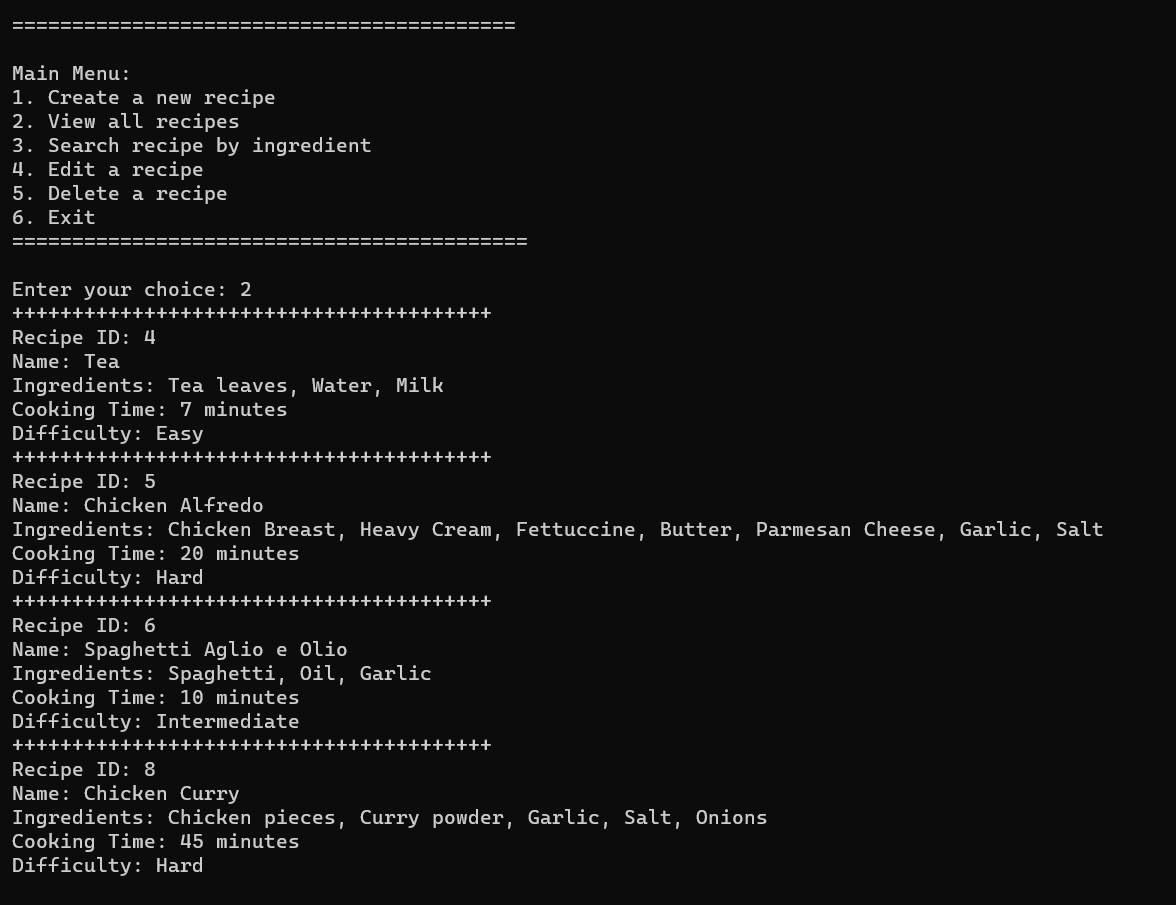 ==========================================
Main Menu:
1. Create a new recipe
2. View all recipes
3. Search recipe by ingredient
4. Edit a recipe
5. Delete a recipe
6. Exit
===========================================
Enter your choice: 2
++++++++++++++++++++++++++++++++++++++++
Recipe ID: 4
Name: Tea
Ingredients: Tea leaves, Water, Milk
Cooking Time: 7 minutes
Difficulty: Easy
++++++++++++++++++++++++++++++++++++++++
Recipe ID: 5
Name: Chicken Alfredo
Ingredients: Chicken Breast, Heavy Cream, Fettuccine, Butter, Parmesan Cheese, Garlic, Salt
Cooking Time: 20 minutes
Difficulty: Hard
++++++++++++++++++++++++++++++++++++++++
Recipe ID: 6
Name: Spaghetti Aglio e Olio
Ingredients: Spaghetti, Oil, Garlic
Cooking Time: 10 minutes
Difficulty: Intermediate
++++++++++++++++++++++++++++++++++++++++
Recipe ID: 8
Name: Chicken Curry
Ingredients: Chicken pieces, Curry powder, Garlic, Salt, Onions
Cooking Time: 45 minutes
Difficulty: Hard